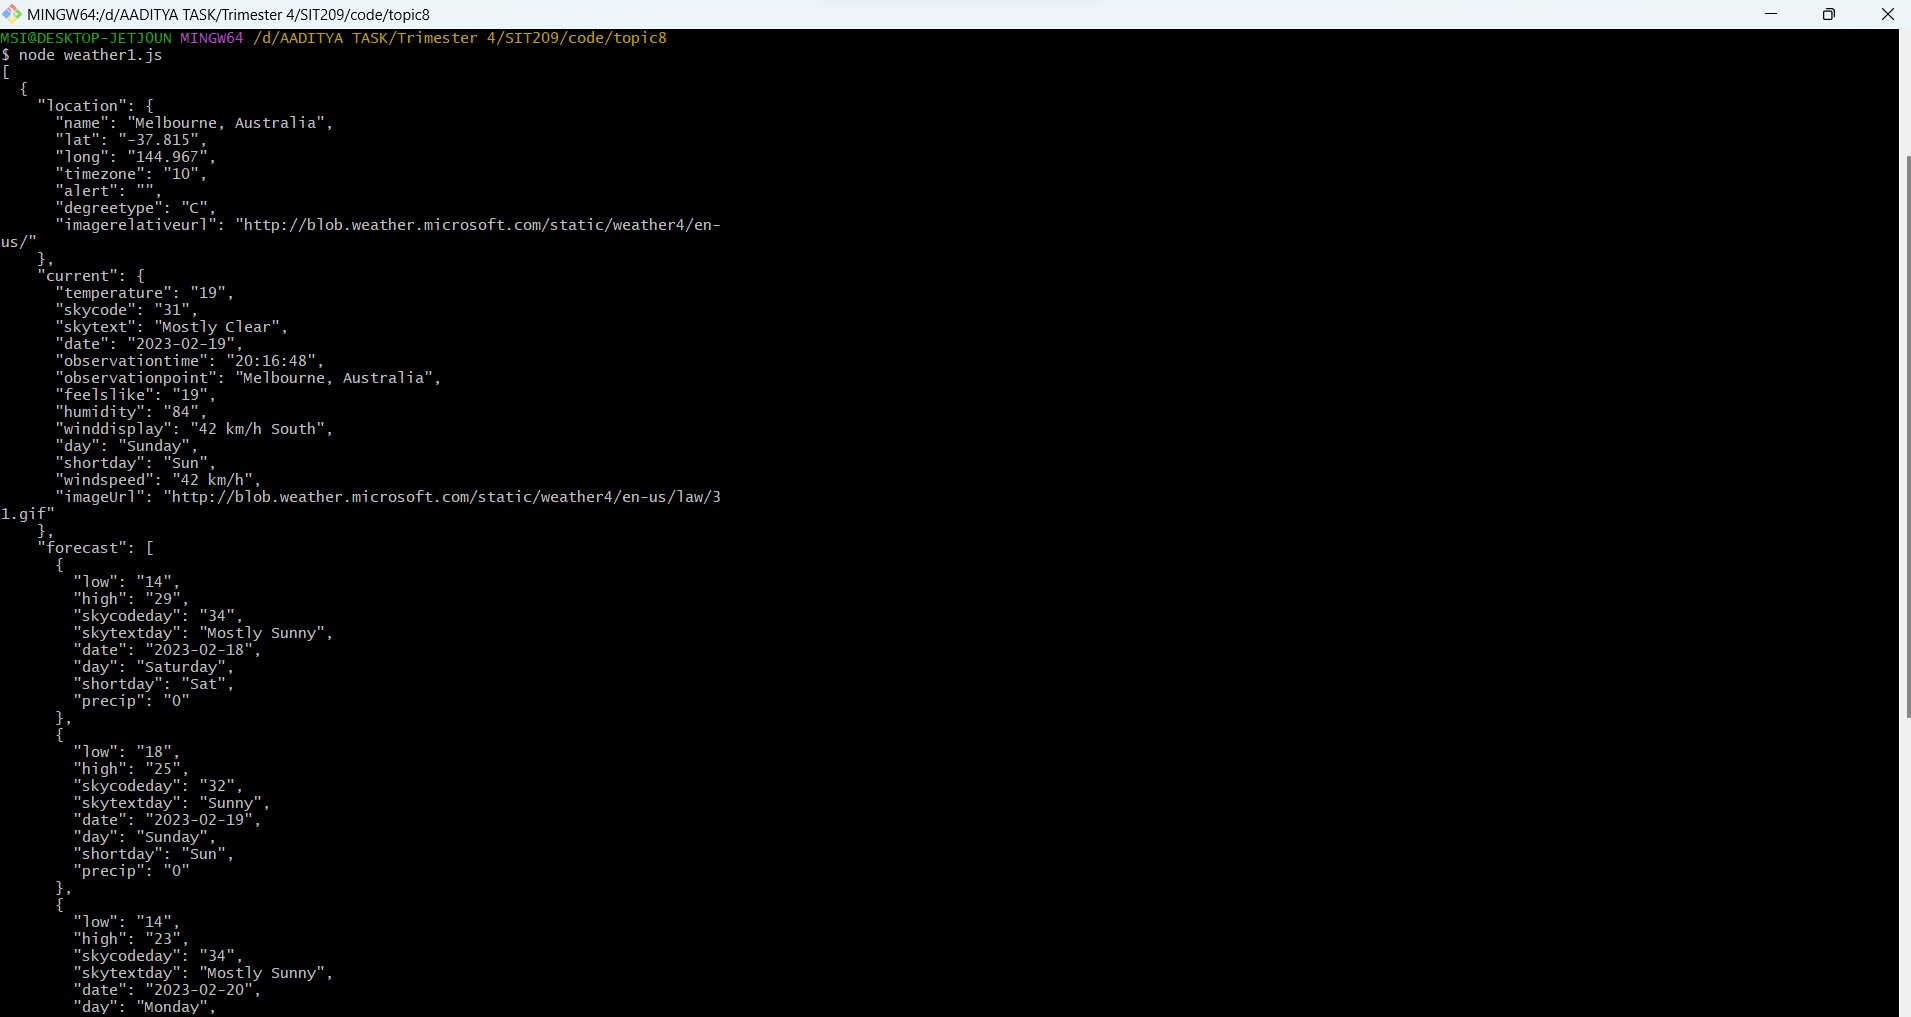 MINGW64:/d/AADITYA TASK/Trimester 4/SIT209/code/topic8
MSI@DESKTOP-JETJOUN MINGW64 /d/AADITYA TASK/Trimester 4/SIT209/code/topic8
$ node weather1.js
[
  {
    "location": {
      "name": "Melbourne, Australia",
      "lat": "-37.815",
      "long": "144.967",
      "timezone": "10",
      "alert": "",
      "degreetype": "C",
      "imagerelativeurl": "http://blob.weather.microsoft.com/static/weather4/en-
us/"
    },
    "current": {
      "temperature": "19",
      "skycode": "31",
      "skytext": "Mostly Clear",
      "date": "2023-02-19",
      "observationtime": "20:16:48",
      "observationpoint": "Melbourne, Australia",
      "feelslike": "19",
      "humidity": "84",
      "winddisplay": "42 km/h South",
      "day": "Sunday",
      "shortday": "Sun",
      "windspeed": "42 km/h",
      "imageUrl": "http://blob.weather.microsoft.com/static/weather4/en-us/law/3
1.gif"
    },
    "forecast": [
      {
        "low": "14",
        "high": "29",
        "skycodeday": "34",
        "skytextday": "Mostly Sunny",
        "date": "2023-02-18",
        "day": "Saturday",
        "shortday": "Sat",
        "precip": "0"
      },
      {
        "low": "18",
        "high": "25",
        "skycodeday": "32",
        "skytextday": "Sunny",
        "date": "2023-02-19",
        "day": "Sunday",
        "shortday": "Sun",
        "precip": "0"
      },
      {
        "low": "14",
        "high": "23",
        "skycodeday": "34",
        "skytextday": "Mostly Sunny",
        "date": "2023-02-20",
        "day": "Monday",